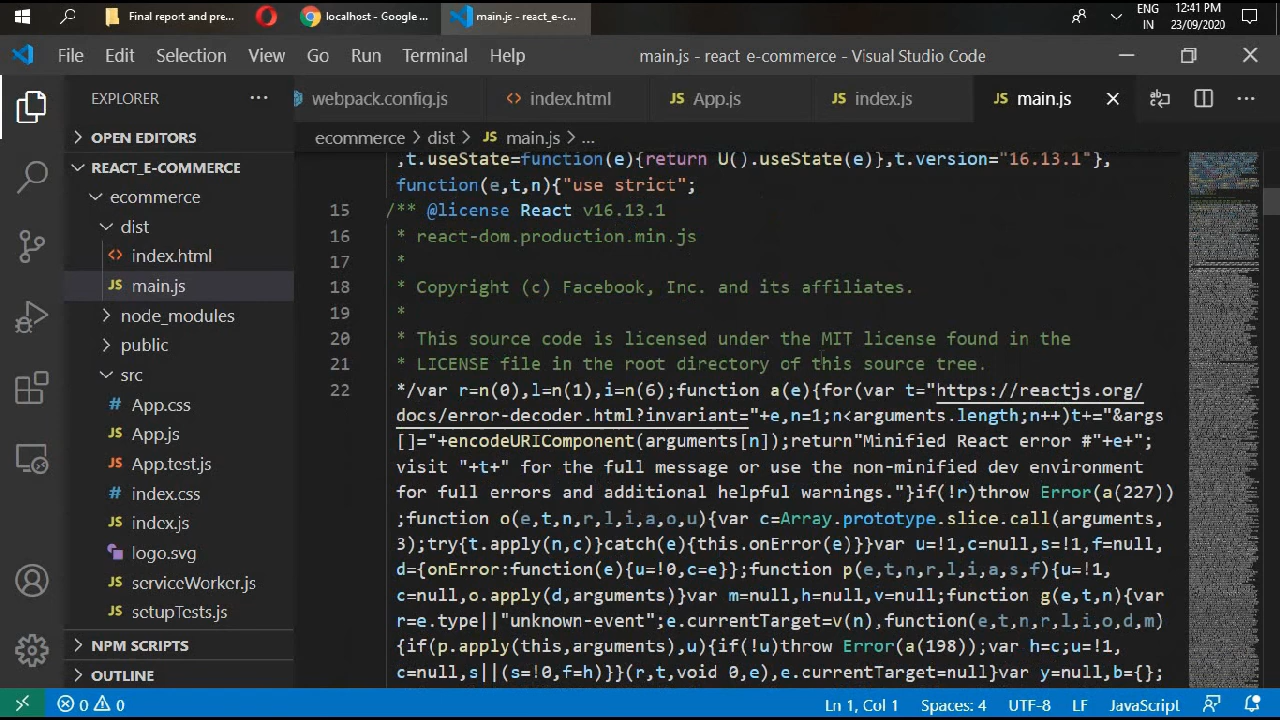 Final report and pre...
localhost - Google ...
main.js - react_e-c...
ENG
IN
12:41 PM
23/09/2020
File Edit Selection View Go Run Terminal Help
main.js - react e-commerce - Visual Studio Code
EXPLORER ...
webpack.config.js
<> index.html
JS App.js
JS index.js
JS main.js
OPEN EDITORS
ecommerce > dist > JS main.js > ...
REACT_E-COMMERCE
ecommerce
dist
<> index.html
JS main.js
node_modules
public
src
# App.css
JS App.js
JS App.test.js
# index.css
JS index.js
logo.svg
JS serviceWorker.js
JS setupTests.js
NPM SCRIPTS
OUTLINE
,t.useState=function(e){return U().useState(e)},t.version="16.13.1"},
function(e,t,n){"use strict";
15 /** @license React v16.13.1
16 * react-dom.production.min.js
17 *
18 * Copyright (c) Facebook, Inc. and its affiliates.
19 *
20 * This source code is licensed under the MIT license found in the
21 * LICENSE file in the root directory of this source tree.
22 */var r=n(0),l=n(1),i=n(6);function a(e){for(var t="https://reactjs.org/
docs/error-decoder.html?invariant="+e,n=1;n<arguments.length;n++)t+="&args
[]="+encodeURIComponent(arguments[n]);return"Minified React error #"+e+";
visit "+t+" for the full message or use the non-minified dev environment
for full errors and additional helpful warnings."}if(!r)throw Error(a(227))
;function o(e,t,n,r,l,i,a,o,u){var c=Array.prototype.slice.call(arguments,
3);try{t.apply(n,c)}catch(e){this.onError(e)}}var u=!1,c=null,s=!1,f=null,
d={onError:function(e){u=!0,c=e}};function p(e,t,n,r,l,i,a,s,f){u=!1,
c=null,o.apply(d,arguments)}var m=null,h=null,v=null;function g(e,t,n){var
r=e.type||"unknown-event";e.currentTarget=v(n),function(e,t,n,r,l,i,o,d,m)
{if(p.apply(this,arguments),u){if(!u)throw Error(a(198));var h=c;u=!1,
c=null,s||(s=!0,f=h)}}(r,t,void 0,e),e.currentTarget=null}var y=null,b={};
0 0
Ln 1, Col 1 Spaces: 4 UTF-8 LF JavaScript